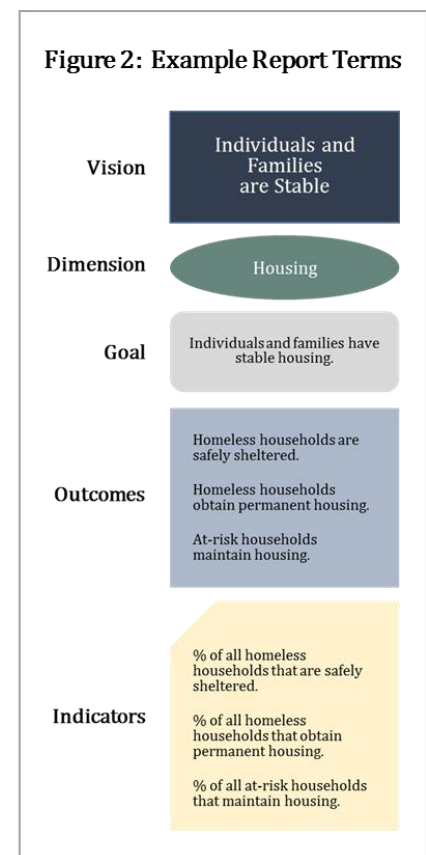 Figure 2: Example Report Terms
Vision
Individuals and
Families
are Stable
Dimension
Housing
Goal
Individuals and families have
stable housing.
Outcomes
Homeless households are
safely sheltered.
Homeless households
obtain permanent housing.
At-risk households
maintain housing.
Indicators
% of all homeless
households that are safely
sheltered.
% of all homeless
households that obtain
permanent housing.
% of all at-risk households
that maintain housing.